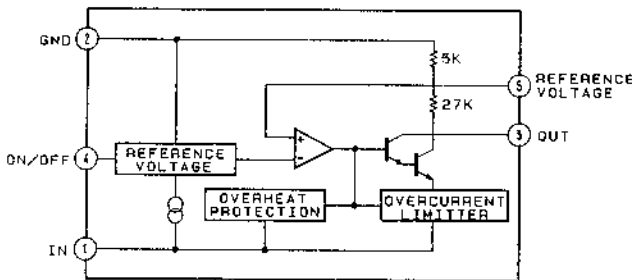 GND
2
5K
5
REFERENCE
VOLTAGE
27K
3
OUT
+
-
ON/OFF
4
REFERENCE
VOLTAGE
OVERHEAT
PROTECTION
OVERCURRENT
LIMITTER
IN
1